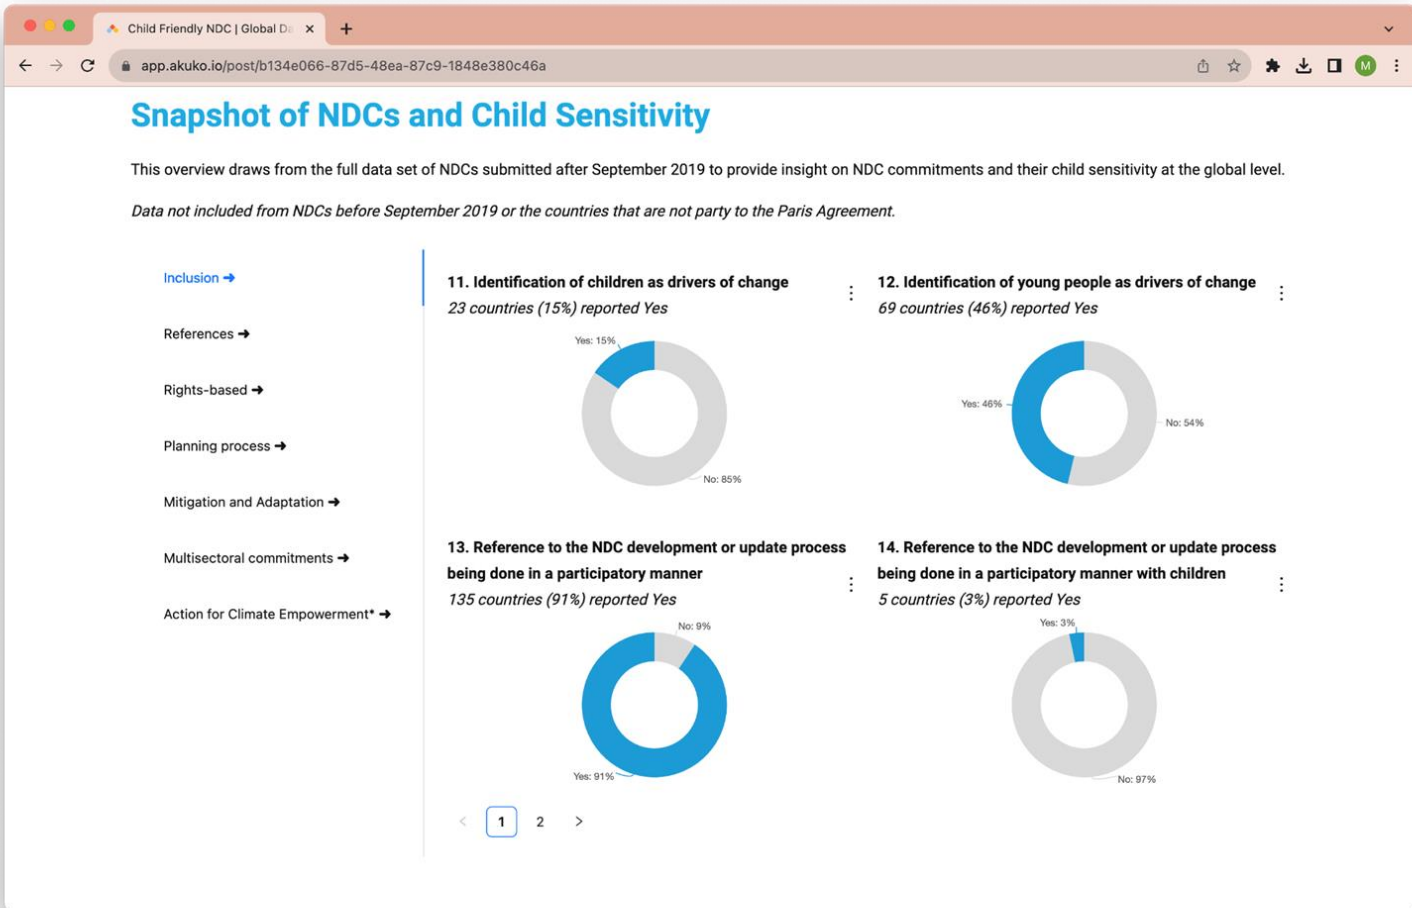 Child Friendly NDC | Global Da
app.akuko.io/post/b134e066-87d5-48ea-87c9-1848e380c46a
M
Snapshot of NDCs and Child Sensitivity
This overview draws from the full data set of NDCs submitted after September 2019 to provide insight on NDC commitments and their child sensitivity at the global level.
Data not included from NDCs before September 2019 or the countries that are not party to the Paris Agreement.
Inclusion ➜
References ➜
Rights-based ➜
Planning process ➜
Mitigation and Adaptation ➜
Multisectoral commitments ➜
Action for Climate Empowerment* ➜
11. Identification of children as drivers of change
23 countries (15%) reported Yes
Yes: 15%
No: 85%
12. Identification of young people as drivers of change
69 countries (46%) reported Yes
Yes: 46%
No: 54%
13. Reference to the NDC development or update process
being done in a participatory manner
135 countries (91%) reported Yes
No: 9%
Yes: 91%
14. Reference to the NDC development or update process
being done in a participatory manner with children
5 countries (3%) reported Yes
Yes: 3%
No: 97%
< 1 2 >